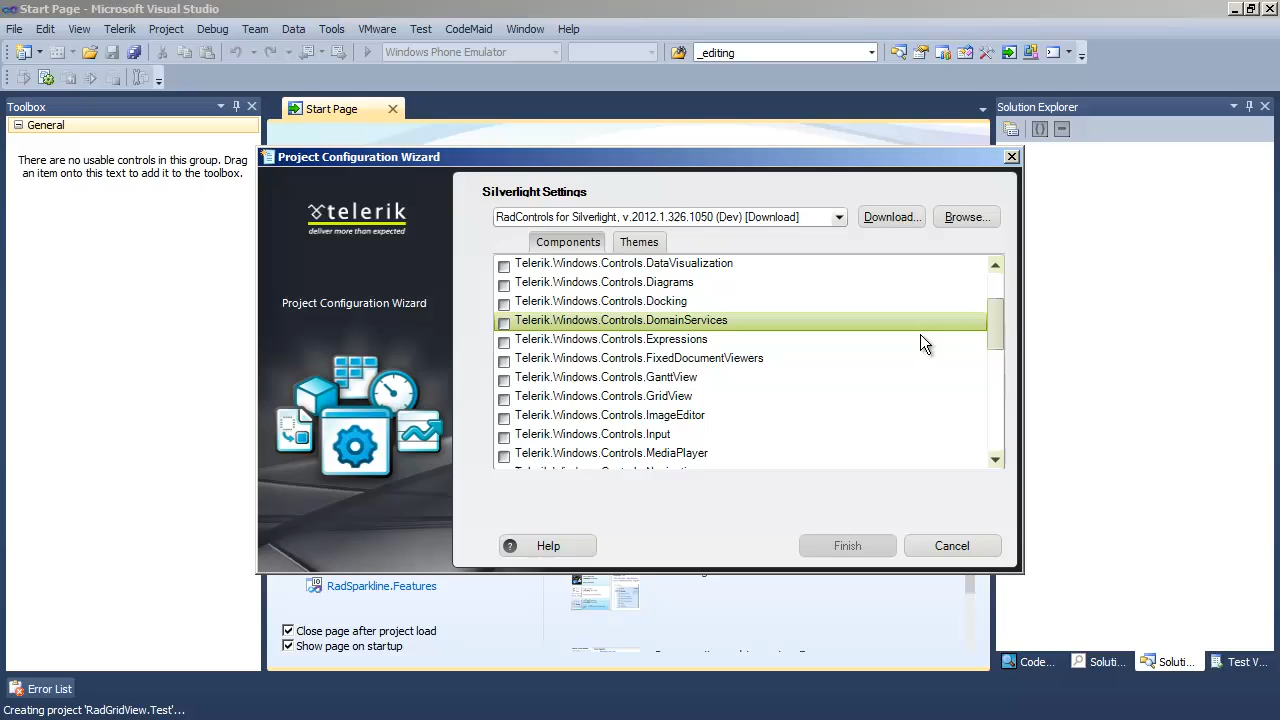 Start Page - Microsoft Visual Studio
File Edit View Telerik Project Debug Team Data Tools VMware Test CodeMaid Window Help
Windows Phone Emulator _editing
Toolbox
General
There are no usable controls in this group. Drag
an item onto this text to add it to the toolbox.
Start Page
Solution Explorer
Project Configuration Wizard
telerik
deliver more than expected
Project Configuration Wizard
Silverlight Settings
RadControls for Silverlight, v.2012.1.326.1050 (Dev) [Download] Download... Browse...
Components Themes
Telerik.Windows.Controls.DataVisualization
Telerik.Windows.Controls.Diagrams
Telerik.Windows.Controls.Docking
Telerik.Windows.Controls.DomainServices
Telerik.Windows.Controls.Expressions
Telerik.Windows.Controls.FixedDocumentViewers
Telerik.Windows.Controls.GanttView
Telerik.Windows.Controls.GridView
Telerik.Windows.Controls.ImageEditor
Telerik.Windows.Controls.Input
Telerik.Windows.Controls.MediaPlayer
? Help Finish Cancel
RadSparkline.Features
Close page after project load
Show page on startup
Code... Soluti... Soluti... Test V...
Error List
Creating project 'RadGridView.Test'...